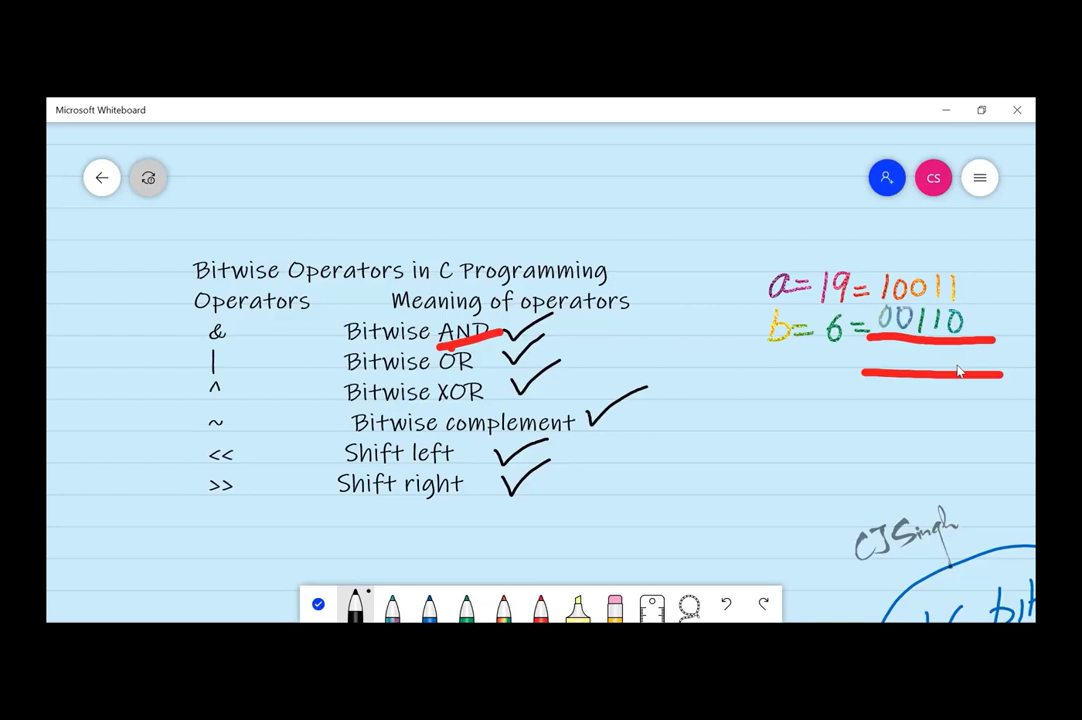 Microsoft Whiteboard
CS
Bitwise Operators in C Programming
Operators Meaning of operators
& Bitwise AND
| Bitwise OR
^ Bitwise XOR
~ Bitwise complement
<< Shift left
>> Shift right
a= 19= 10011
b= 6= 00110
CJSingh
bit